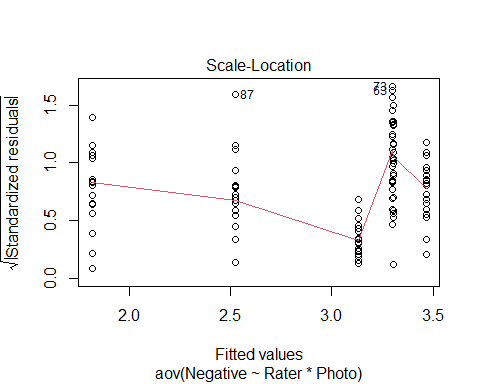 Scale-Location
√|Standardized residuals|
1.5
1.0
0.5
0.0
87
73
63
2.0
2.5
3.0
3.5
Fitted values
aov(Negative ~ Rater * Photo)